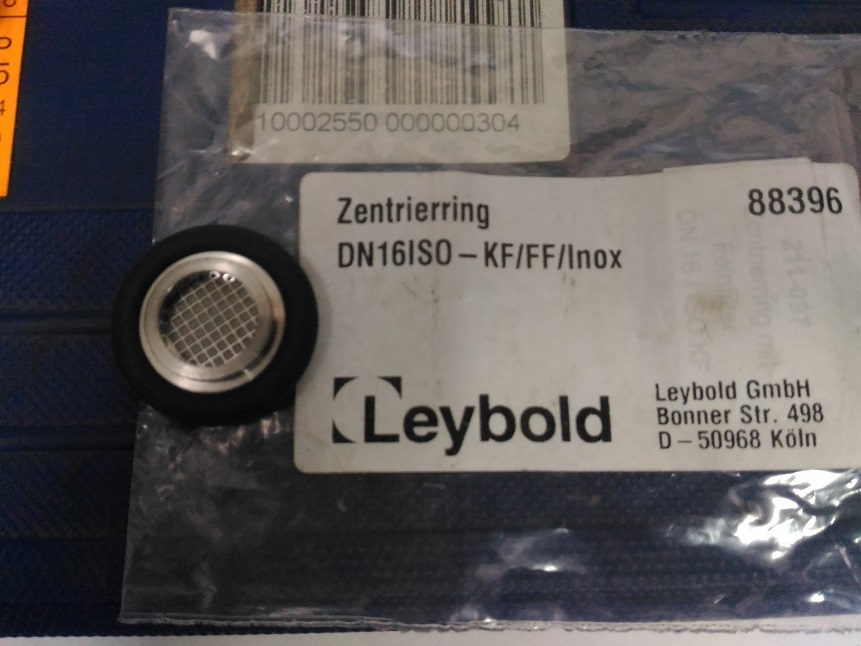 10002550 000000304
Zentrierring
88396
DN16ISO – KF/FF/Inox
Leybold
Leybold GmbH
Bonner Str. 498
D – 50968 Köln